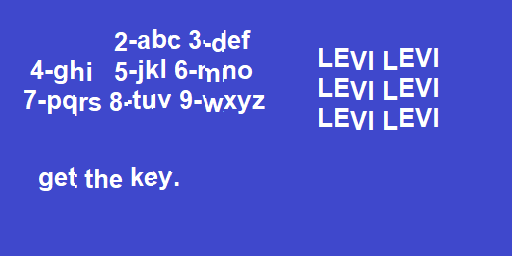 2-abc 3-def
4-ghi 5-jkl 6-mno
7-pqrs 8-tuv 9-wxyz
LEVI LEVI
LEVI LEVI
LEVI LEVI
get the key.